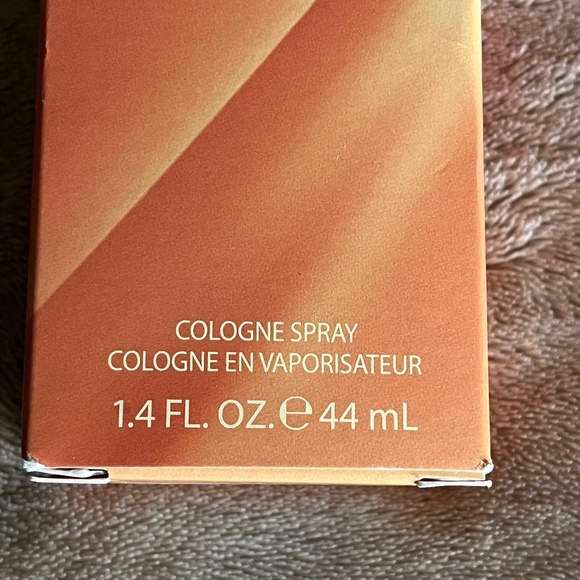 COLOGNE SPRAY
COLOGNE EN VAPORISATEUR
1.4 FL. OZ. ℮ 44 mL